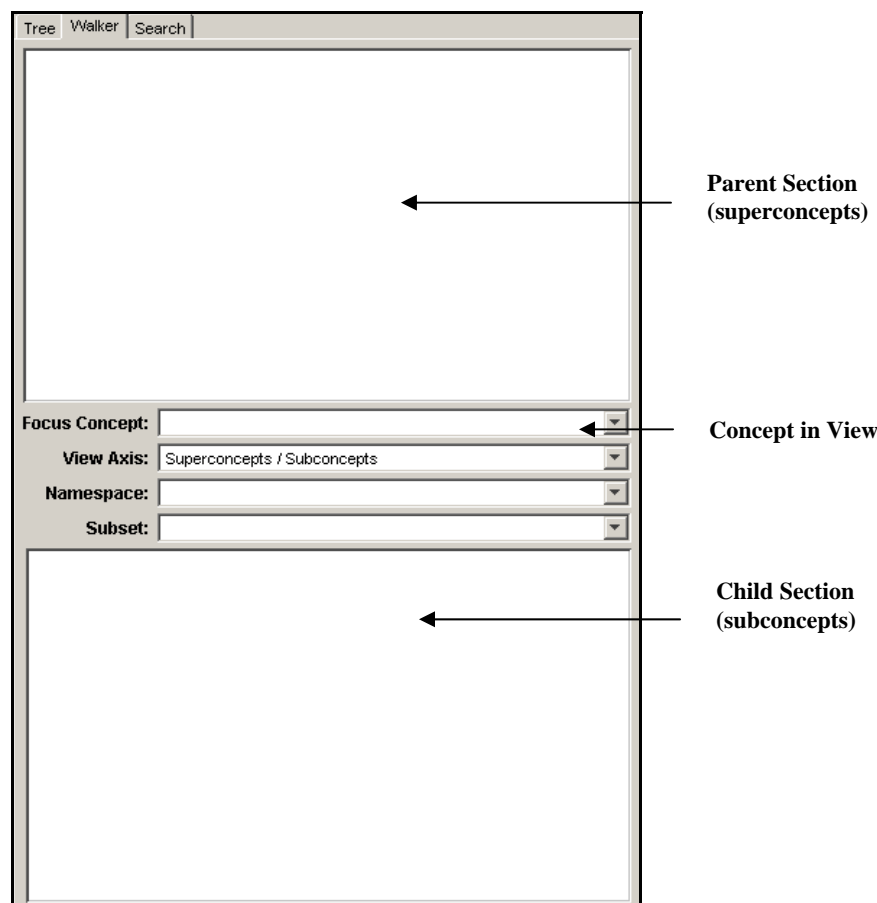 Tree Walker Search
Parent Section
(superconcepts)
Focus Concept:
Concept in View
View Axis: Superconcepts / Subconcepts
Namespace:
Subset:
Child Section
(subconcepts)